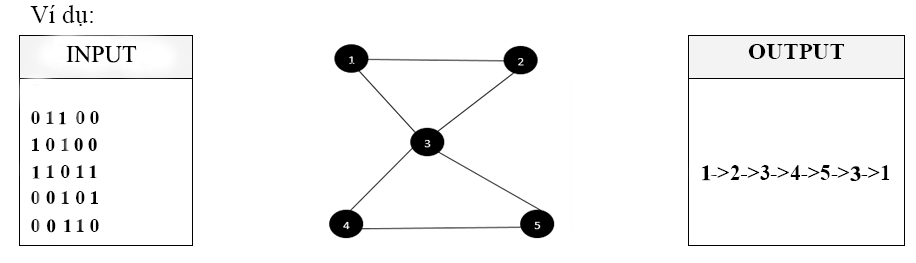 Ví dụ:
INPUT
0 1 1 0 0
1 0 1 0 0
1 1 0 1 1
0 0 1 0 1
0 0 1 1 0
1
2
3
4
5
OUTPUT
1->2->3->4->5->3->1